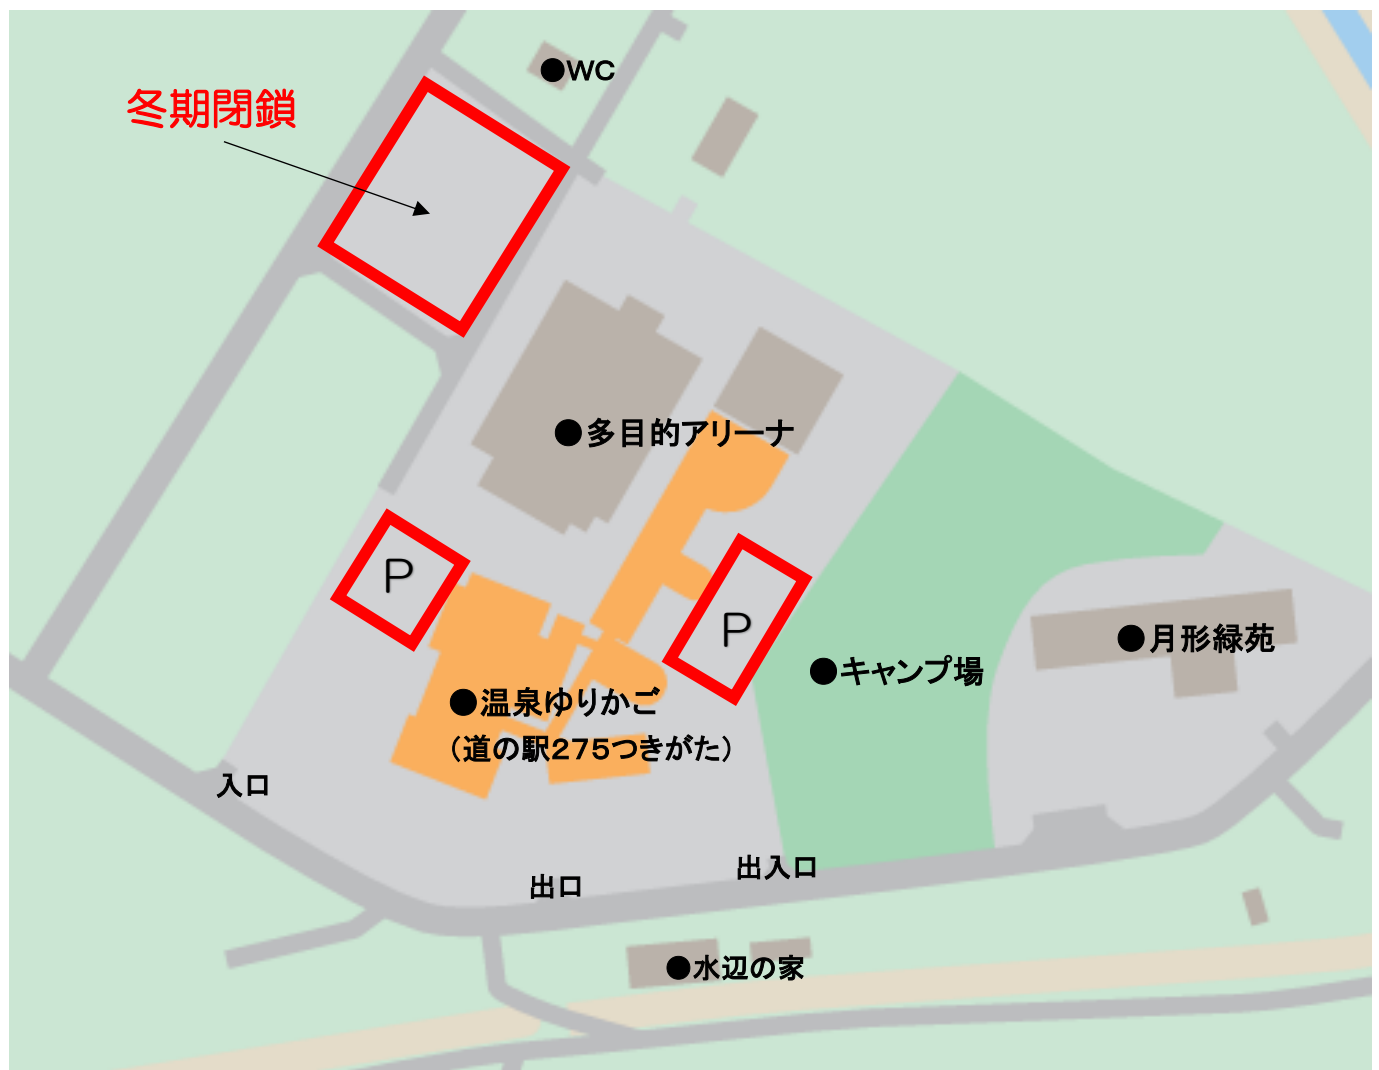 ●WC
冬期閉鎖
●多目的アリーナ
P
P
●月形緑苑
●キャンプ場
●温泉ゆりかご
（道の駅275つきがた）
入口
出入口
出口
●水辺の家